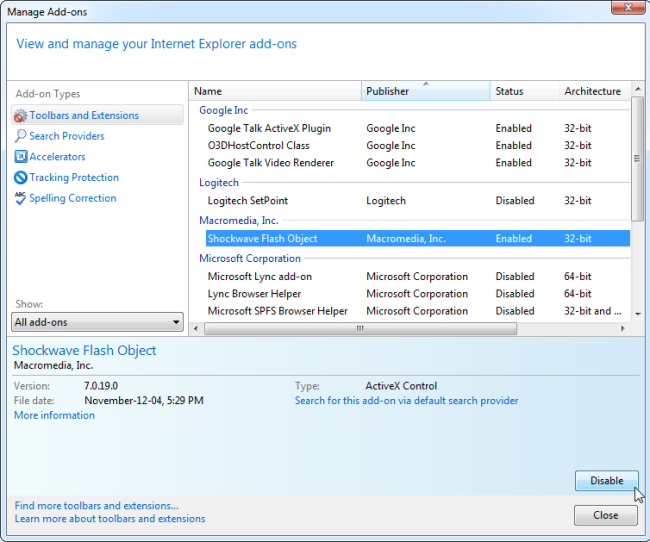 Manage Add-ons
View and manage your Internet Explorer add-ons
Add-on Types
Toolbars and Extensions
Search Providers
Accelerators
Tracking Protection
ABC Spelling Correction
Show:
All add-ons
Name Publisher Status Architecture
Google Inc
Google Talk ActiveX Plugin Google Inc Enabled 32-bit
O3DHostControl Class Google Inc Enabled 32-bit
Google Talk Video Renderer Google Inc Enabled 32-bit
Logitech
Logitech SetPoint Logitech Disabled 32-bit
Macromedia, Inc.
Shockwave Flash Object Macromedia, Inc. Enabled 32-bit
Microsoft Corporation
Microsoft Lync add-on Microsoft Corporation Disabled 64-bit
Lync Browser Helper Microsoft Corporation Disabled 64-bit
Microsoft SPFS Browser Helper Microsoft Corporation Disabled 32-bit and ...
Shockwave Flash Object
Macromedia, Inc.
Version: 7.0.19.0 Type: ActiveX Control
File date: November-12-04, 5:29 PM Search for this add-on via default search provider
More information
Disable
Find more toolbars and extensions...
Learn more about toolbars and extensions
Close